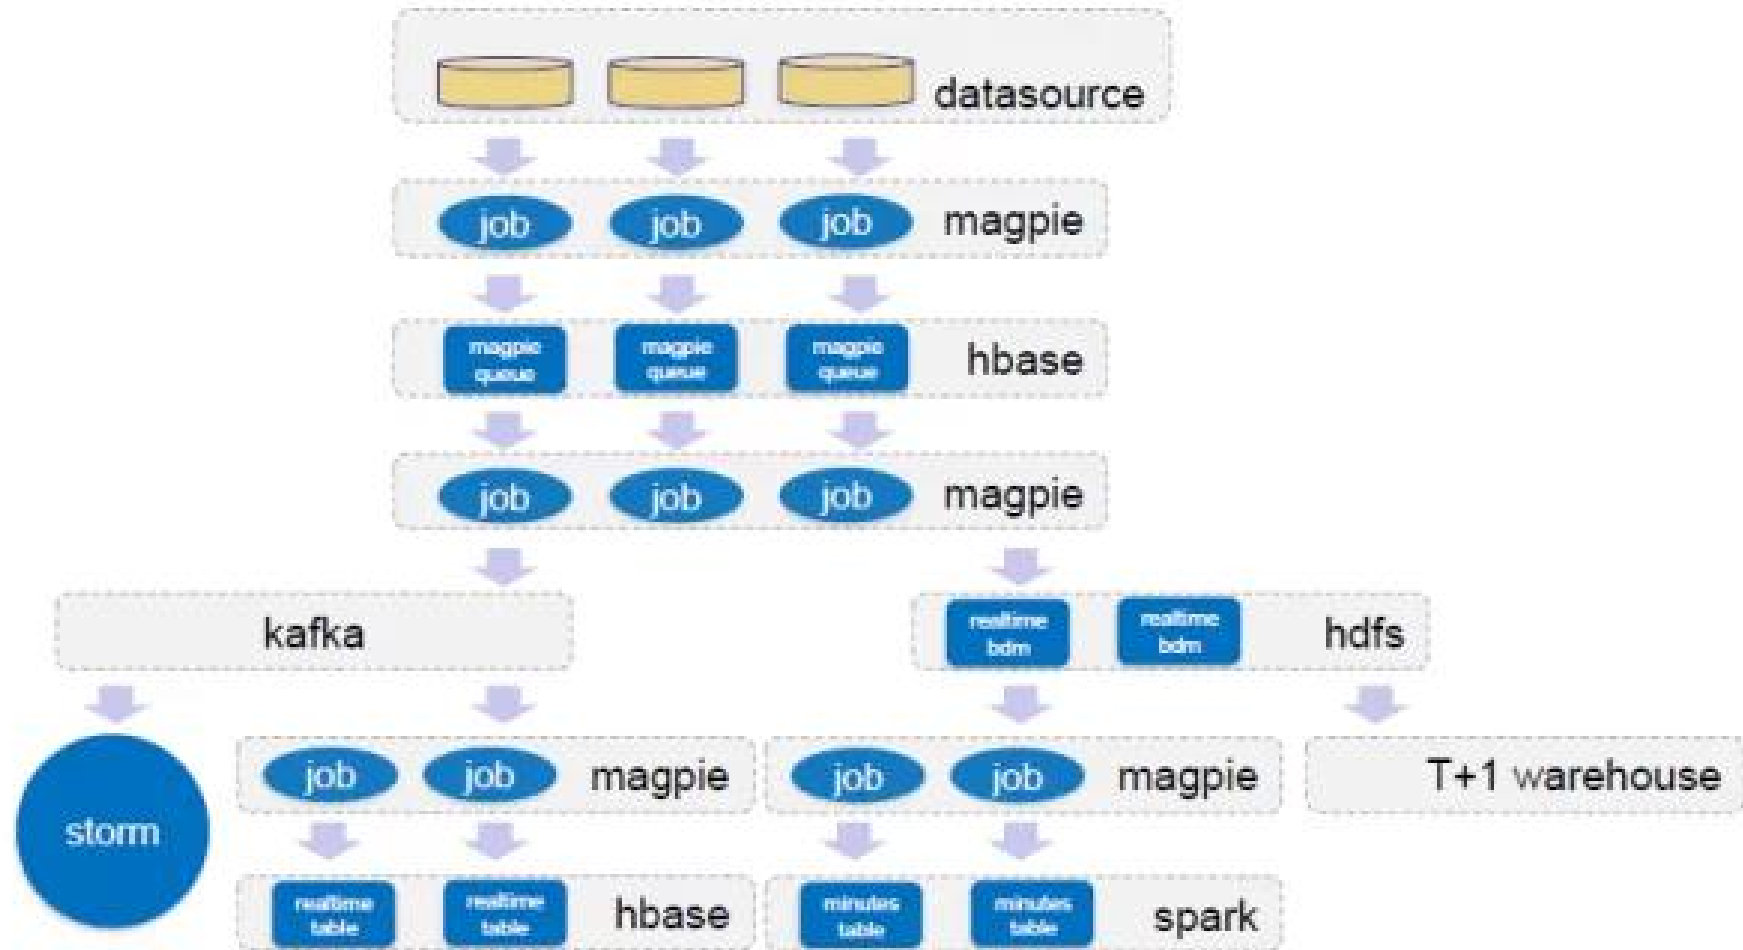 datasource
job job job magpie
magpie magpie magpie
queue queue queue
hbase
job job job magpie
kafka
realtime realtime
bdm bdm
hdfs
storm
job job magpie
job job magpie
T+1 warehouse
realtime realtime
table table
hbase
minutes minutes
table table
spark